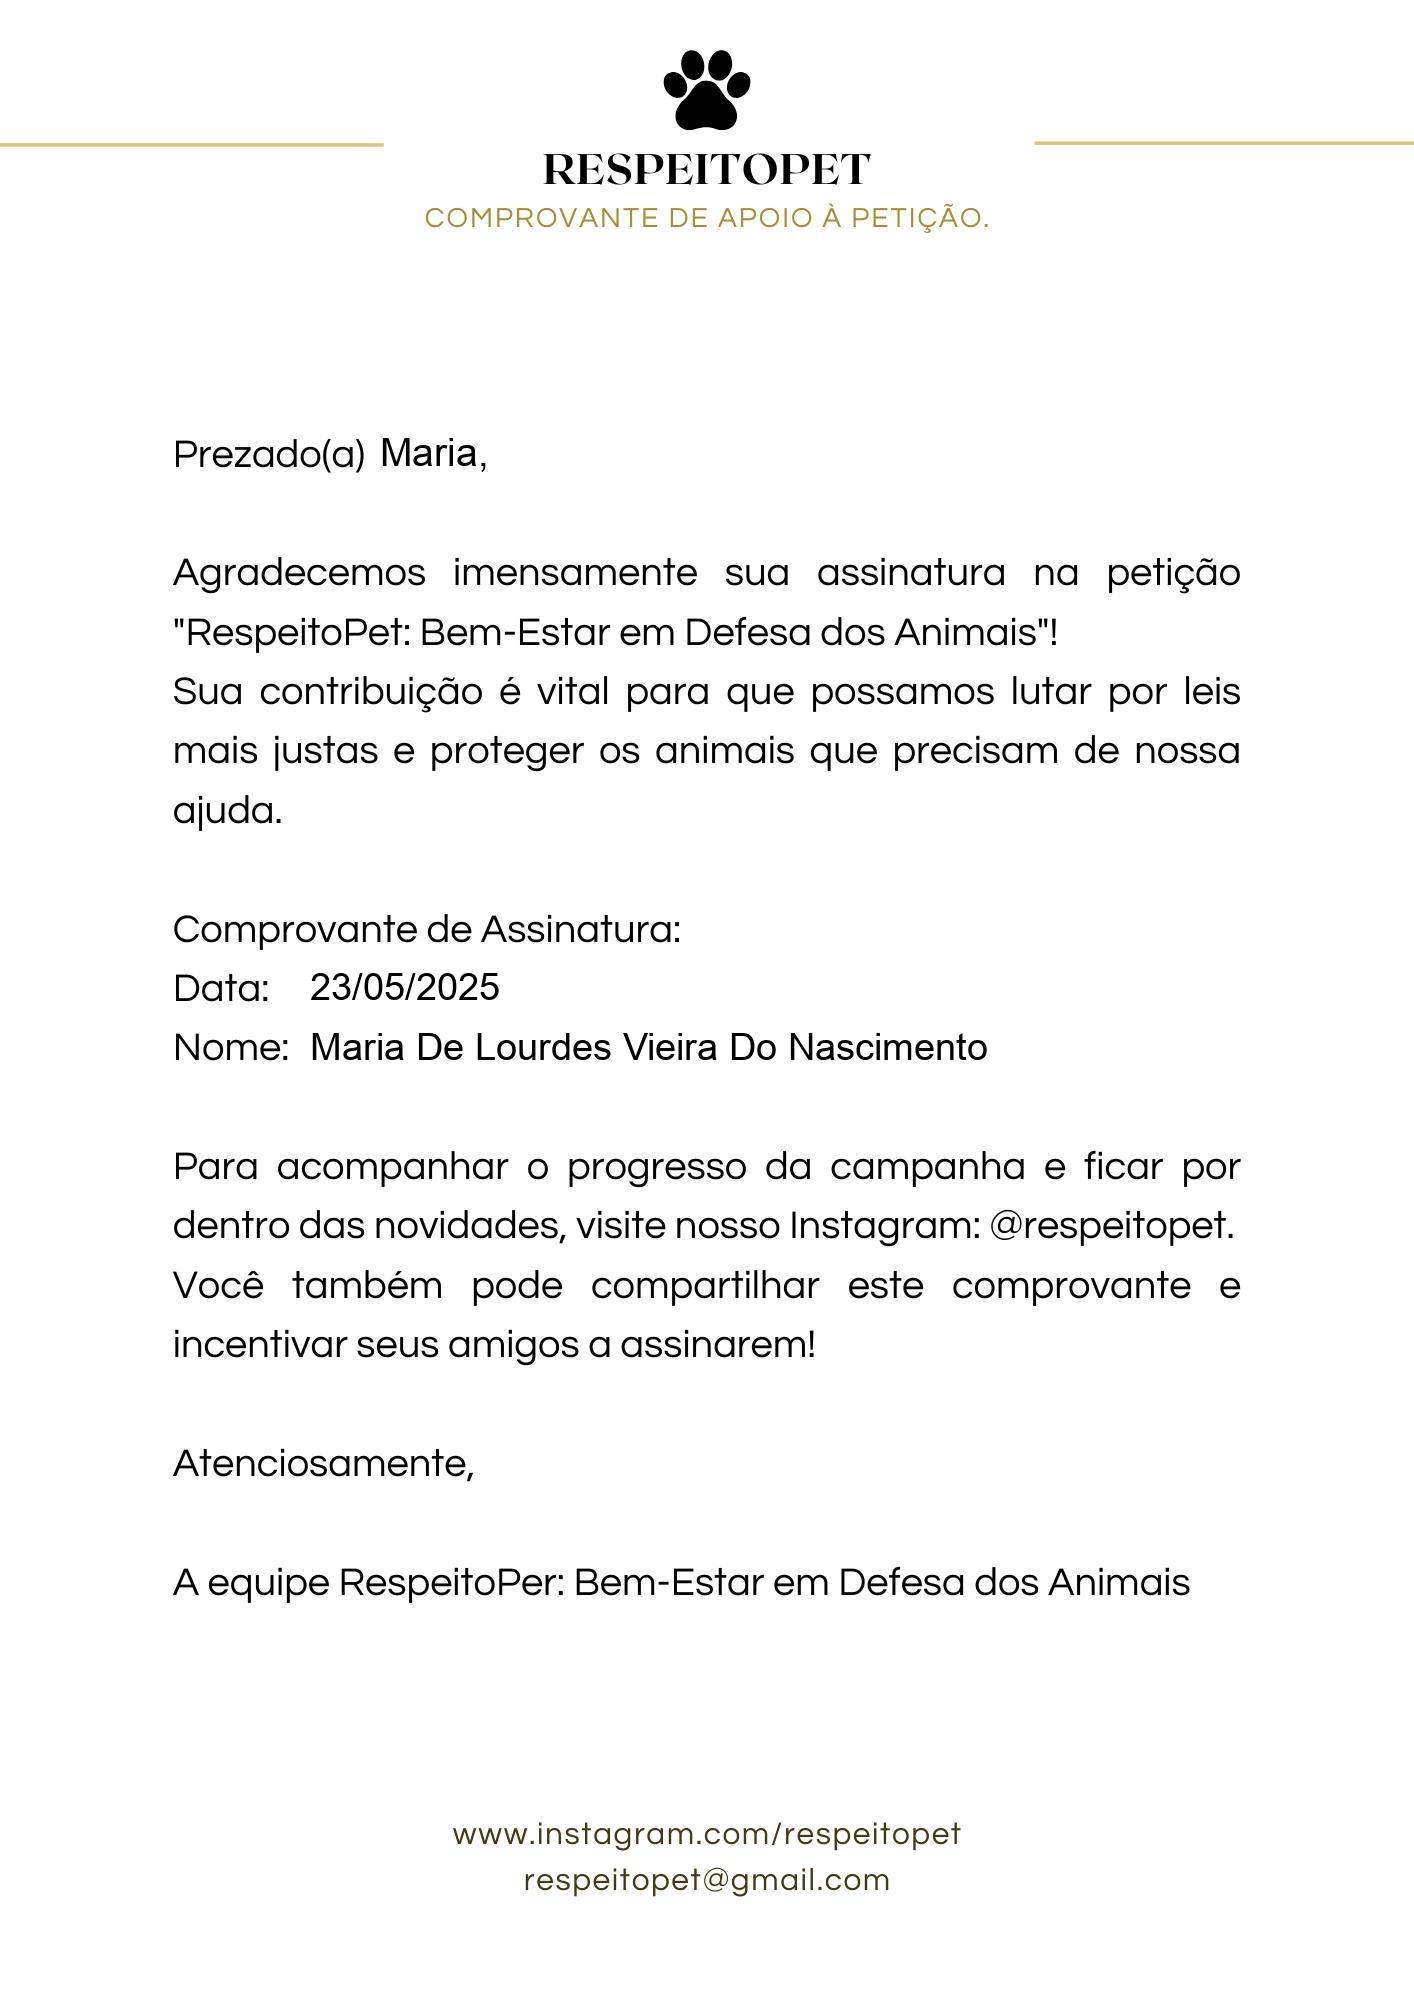 RESPEITOPET
COMPROVANTE DE APOIO À PETIÇÃO.
Prezado(a) Maria,
Agradecemos imensamente sua assinatura na petição
"RespeitoPet: Bem-Estar em Defesa dos Animais"!
Sua contribuição é vital para que possamos lutar por leis
mais justas e proteger os animais que precisam de nossa
ajuda.
Comprovante de Assinatura:
Data: 23/05/2025
Nome: Maria De Lourdes Vieira Do Nascimento
Para acompanhar o progresso da campanha e ficar por
dentro das novidades, visite nosso Instagram: @respeitopet.
Você também pode compartilhar este comprovante e
incentivar seus amigos a assinarem!
Atenciosamente,
A equipe RespeitoPer: Bem-Estar em Defesa dos Animais
www.instagram.com/respeitopet
respeitopet@gmail.com